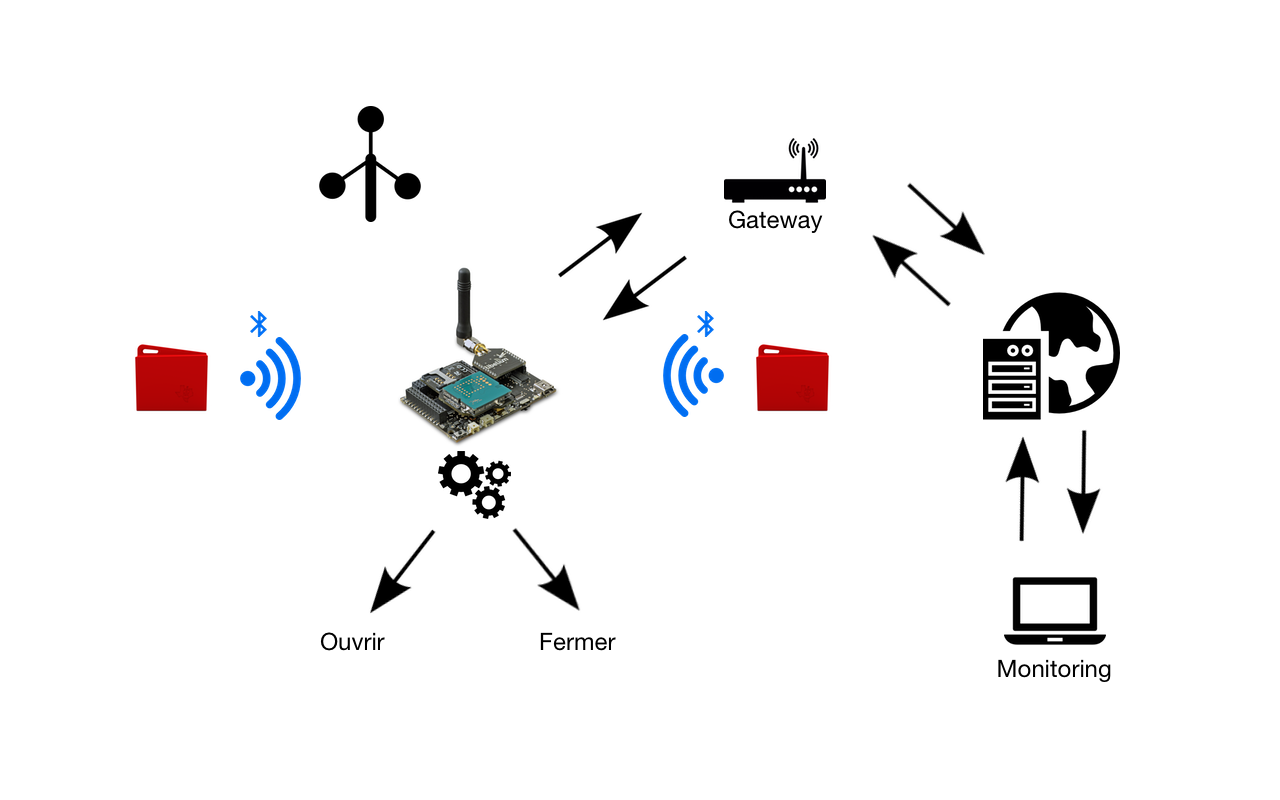 Gateway
Ouvrir
Fermer
Monitoring